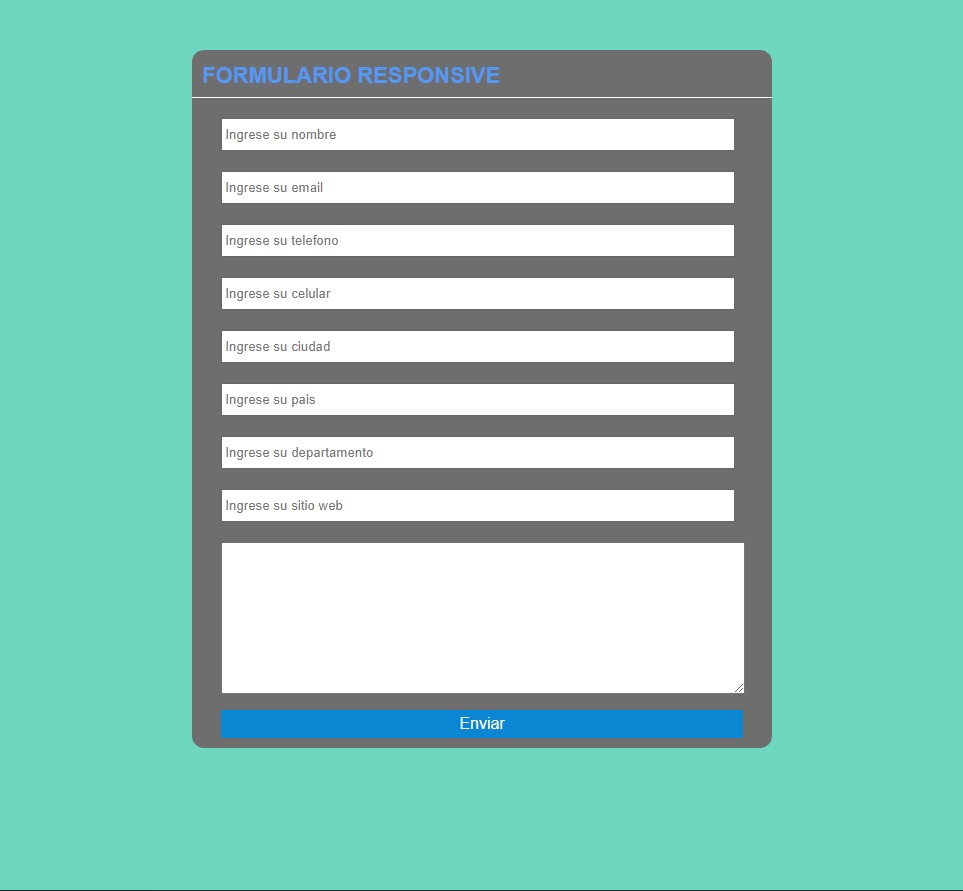 FORMULARIO RESPONSIVE
Ingrese su nombre
Ingrese su email
Ingrese su telefono
Ingrese su celular
Ingrese su ciudad
Ingrese su pais
Ingrese su departamento
Ingrese su sitio web
Enviar